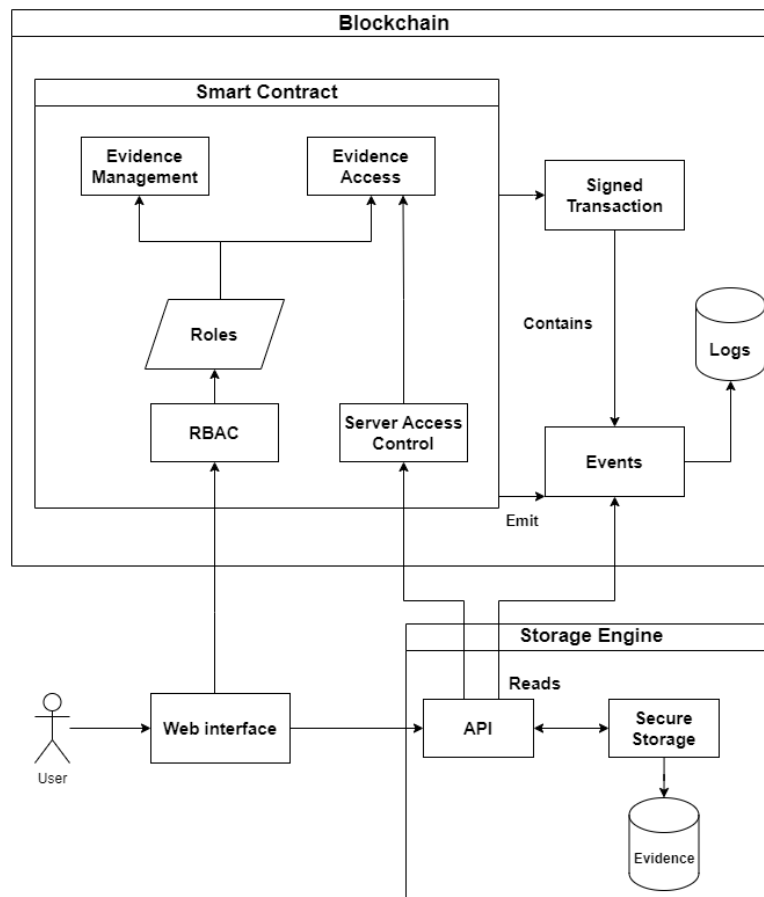 Blockchain
Smart Contract
Evidence
Management
Evidence
Access
Signed
Transaction
Contains
Logs
Roles
RBAC
Server Access
Control
Events
Emit
Storage Engine
Reads
User
Web interface
API
Secure
Storage
Evidence